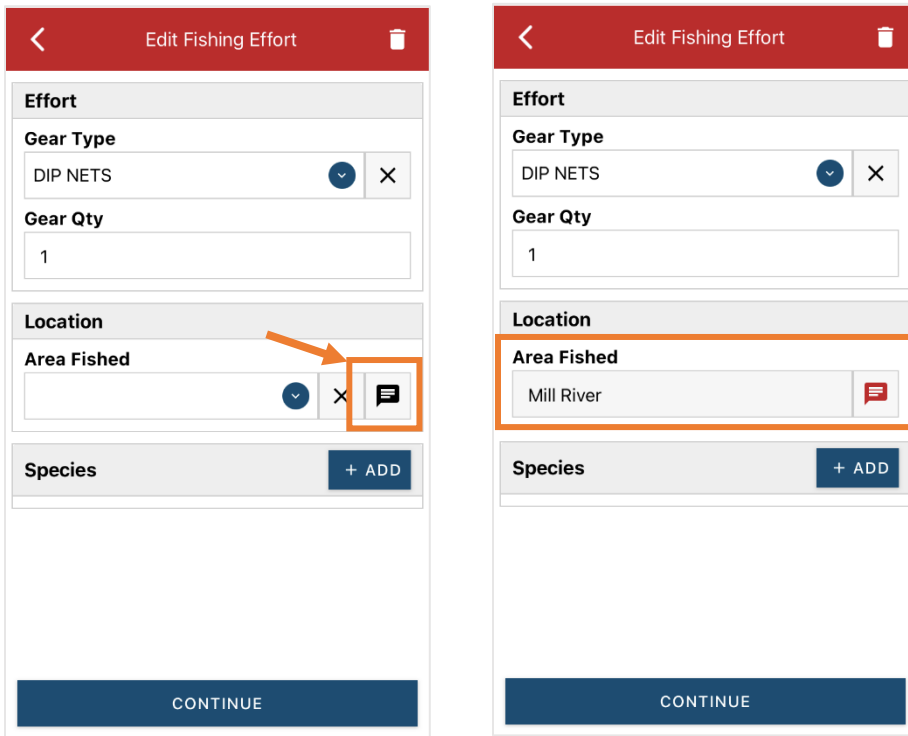 Edit Fishing Effort
Effort
Gear Type
DIP NETS
Gear Qty
1
Location
Area Fished
Species
+ ADD
CONTINUE
Edit Fishing Effort
Effort
Gear Type
DIP NETS
Gear Qty
1
Location
Area Fished
Mill River
Species
+ ADD
CONTINUE